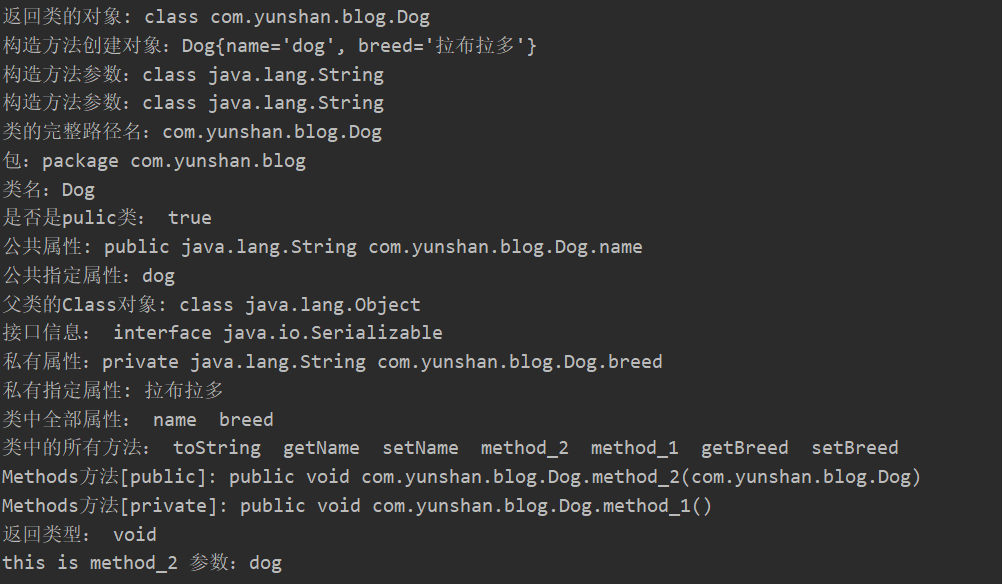 返回类的对象: class com.yunshan.blog.Dog
构造方法创建对象：Dog{name='dog', breed='拉布拉多'}
构造方法参数：class java.lang.String
构造方法参数：class java.lang.String
类的完整路径名：com.yunshan.blog.Dog
包：package com.yunshan.blog
类名：Dog
是否是pulic类： true
公共属性: public java.lang.String com.yunshan.blog.Dog.name
公共指定属性：dog
父类的Class对象: class java.lang.Object
接口信息： interface java.io.Serializable
私有属性：private java.lang.String com.yunshan.blog.Dog.breed
私有指定属性: 拉布拉多
类中全部属性： name  breed
类中的所有方法： toString  getName  setName  method_2  method_1  getBreed  setBreed
Methods方法[public]: public void com.yunshan.blog.Dog.method_2(com.yunshan.blog.Dog)
Methods方法[private]: public void com.yunshan.blog.Dog.method_1()
返回类型： void
this is method_2 参数：dog